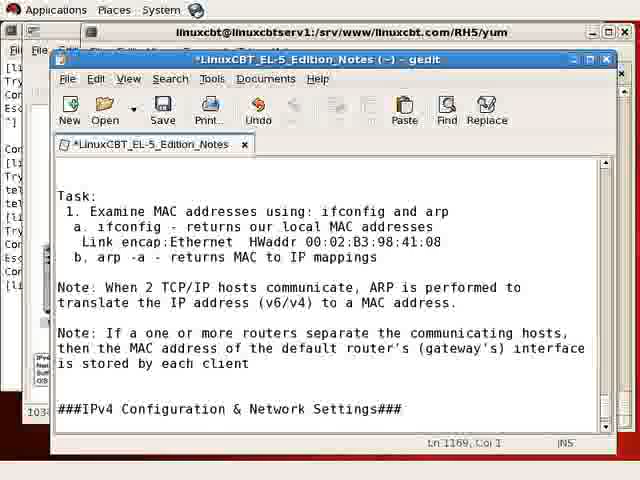 Applications Places System
linuxcbt@linuxcbtserv1:/srv/www/linuxcbt.com/RH5/yum
*LinuxCBT_EL-5_Edition_Notes (~) - gedit
File Edit View Search Tools Documents Help
New Open Save Print... Undo Paste Find Replace
*LinuxCBT_EL-5_Edition_Notes
Task:
1. Examine MAC addresses using: ifconfig and arp
a. ifconfig - returns our local MAC addresses
Link encap:Ethernet HWaddr 00:02:B3:98:41:08
b. arp -a - returns MAC to IP mappings
Note: When 2 TCP/IP hosts communicate, ARP is performed to
translate the IP address (v6/v4) to a MAC address.
Note: If a one or more routers separate the communicating hosts,
then the MAC address of the default router's (gateway's) interface
is stored by each client
###IPv4 Configuration & Network Settings###
Ln 1169, Col 1 INS